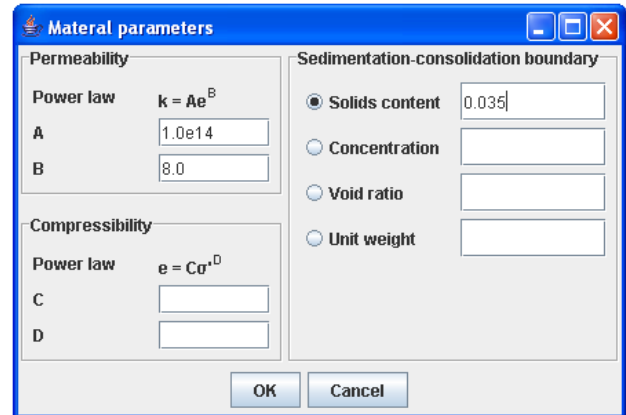 Materal parameters
Permeability
Power law k = Ae^B
A 1.0e14
B 8.0
Compressibility
Power law e = Cσ'^D
C
D
Sedimentation-consolidation boundary
Solids content 0.035
Concentration
Void ratio
Unit weight
OK Cancel